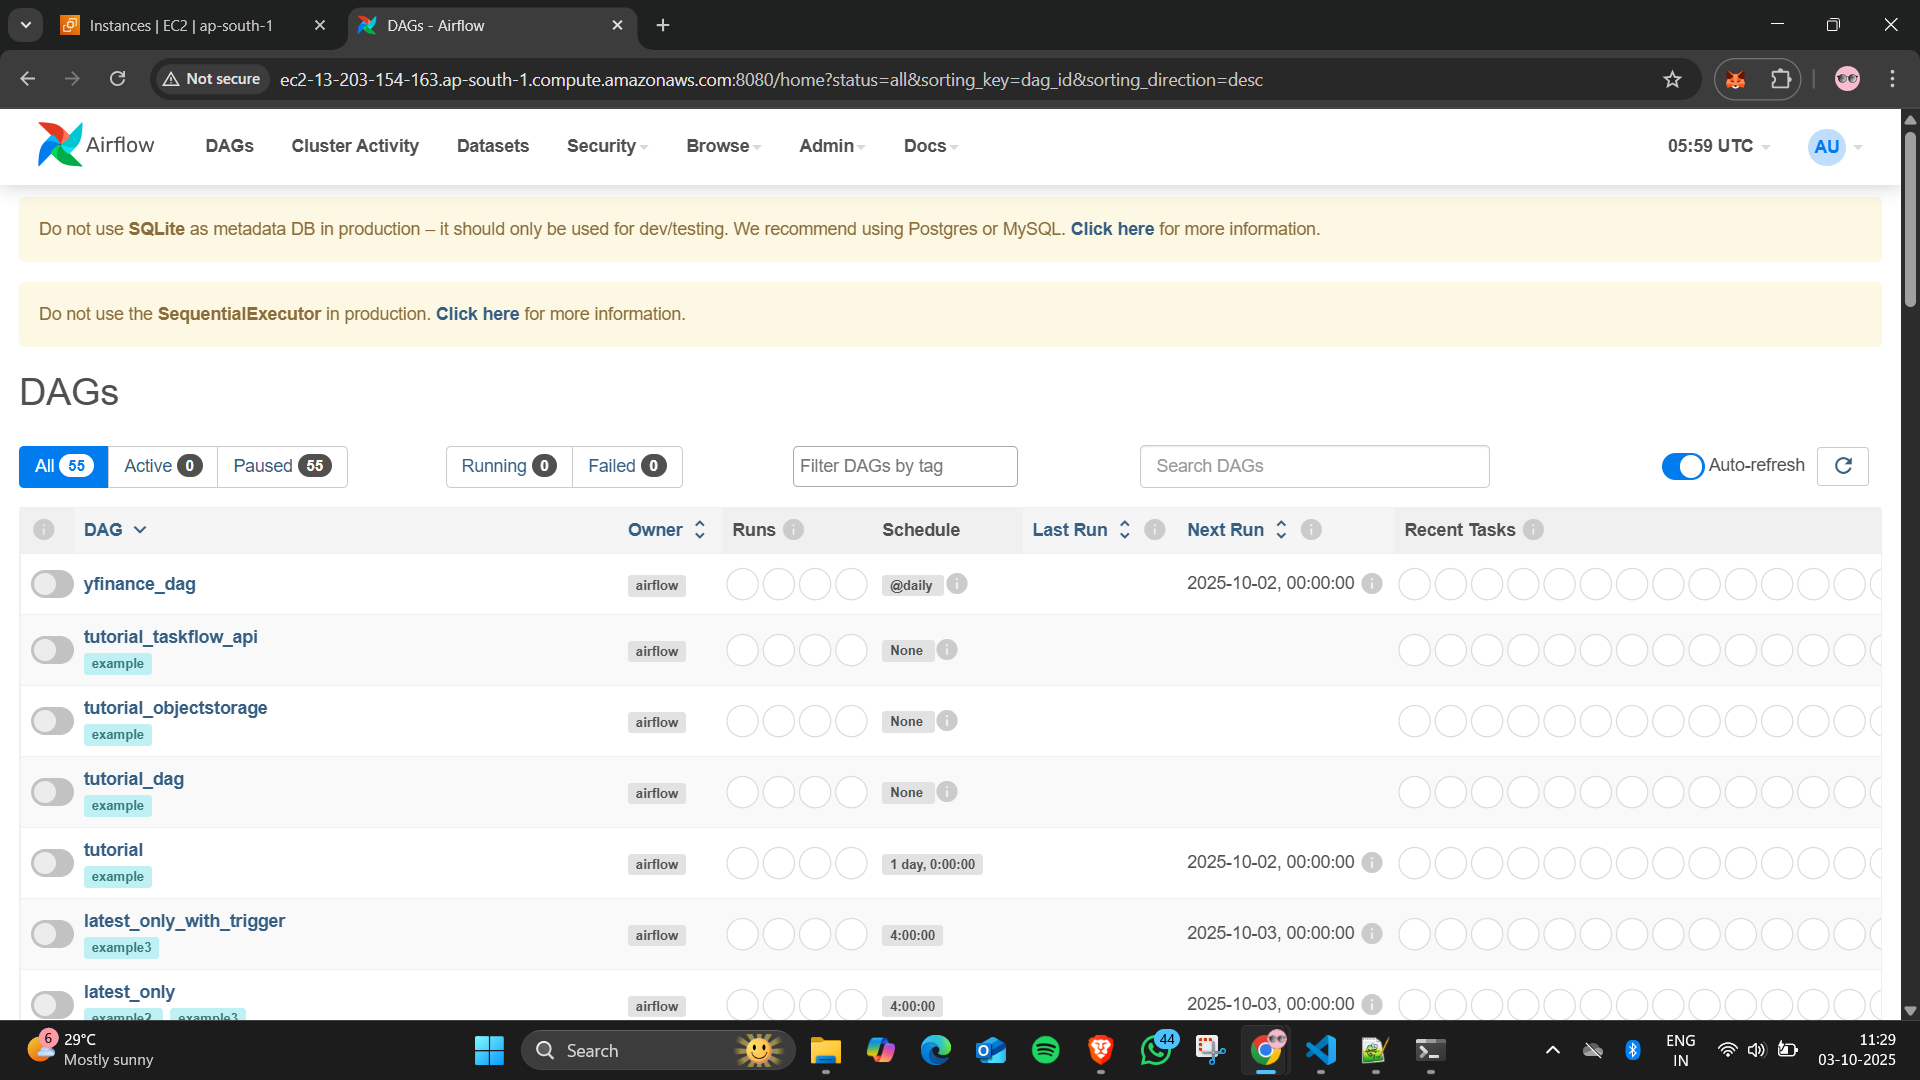 Instances | EC2 | ap-south-1
DAGs - Airflow
Not secure
ec2-13-203-154-163.ap-south-1.compute.amazonaws.com:8080/home?status=all&sorting_key=dag_id&sorting_direction=desc
Airflow DAGs Cluster Activity Datasets Security Browse Admin Docs 05:59 UTC AU
Do not use SQLite as metadata DB in production – it should only be used for dev/testing. We recommend using Postgres or MySQL. Click here for more information.
Do not use the SequentialExecutor in production. Click here for more information.
DAGs
All 55 Active 0 Paused 55 Running 0 Failed 0 Filter DAGs by tag Search DAGs Auto-refresh
DAG Owner Runs Schedule Last Run Next Run Recent Tasks
yfinance_dag airflow @daily 2025-10-02, 00:00:00
tutorial_taskflow_api airflow None
example
tutorial_objectstorage airflow None
example
tutorial_dag airflow None
example
tutorial airflow 1 day, 0:00:00 2025-10-02, 00:00:00
example
latest_only_with_trigger airflow 4:00:00 2025-10-03, 00:00:00
example3
latest_only airflow 4:00:00 2025-10-03, 00:00:00
example2 example3
6 29°C
Mostly sunny
Search
44
ENG
IN
11:29
03-10-2025